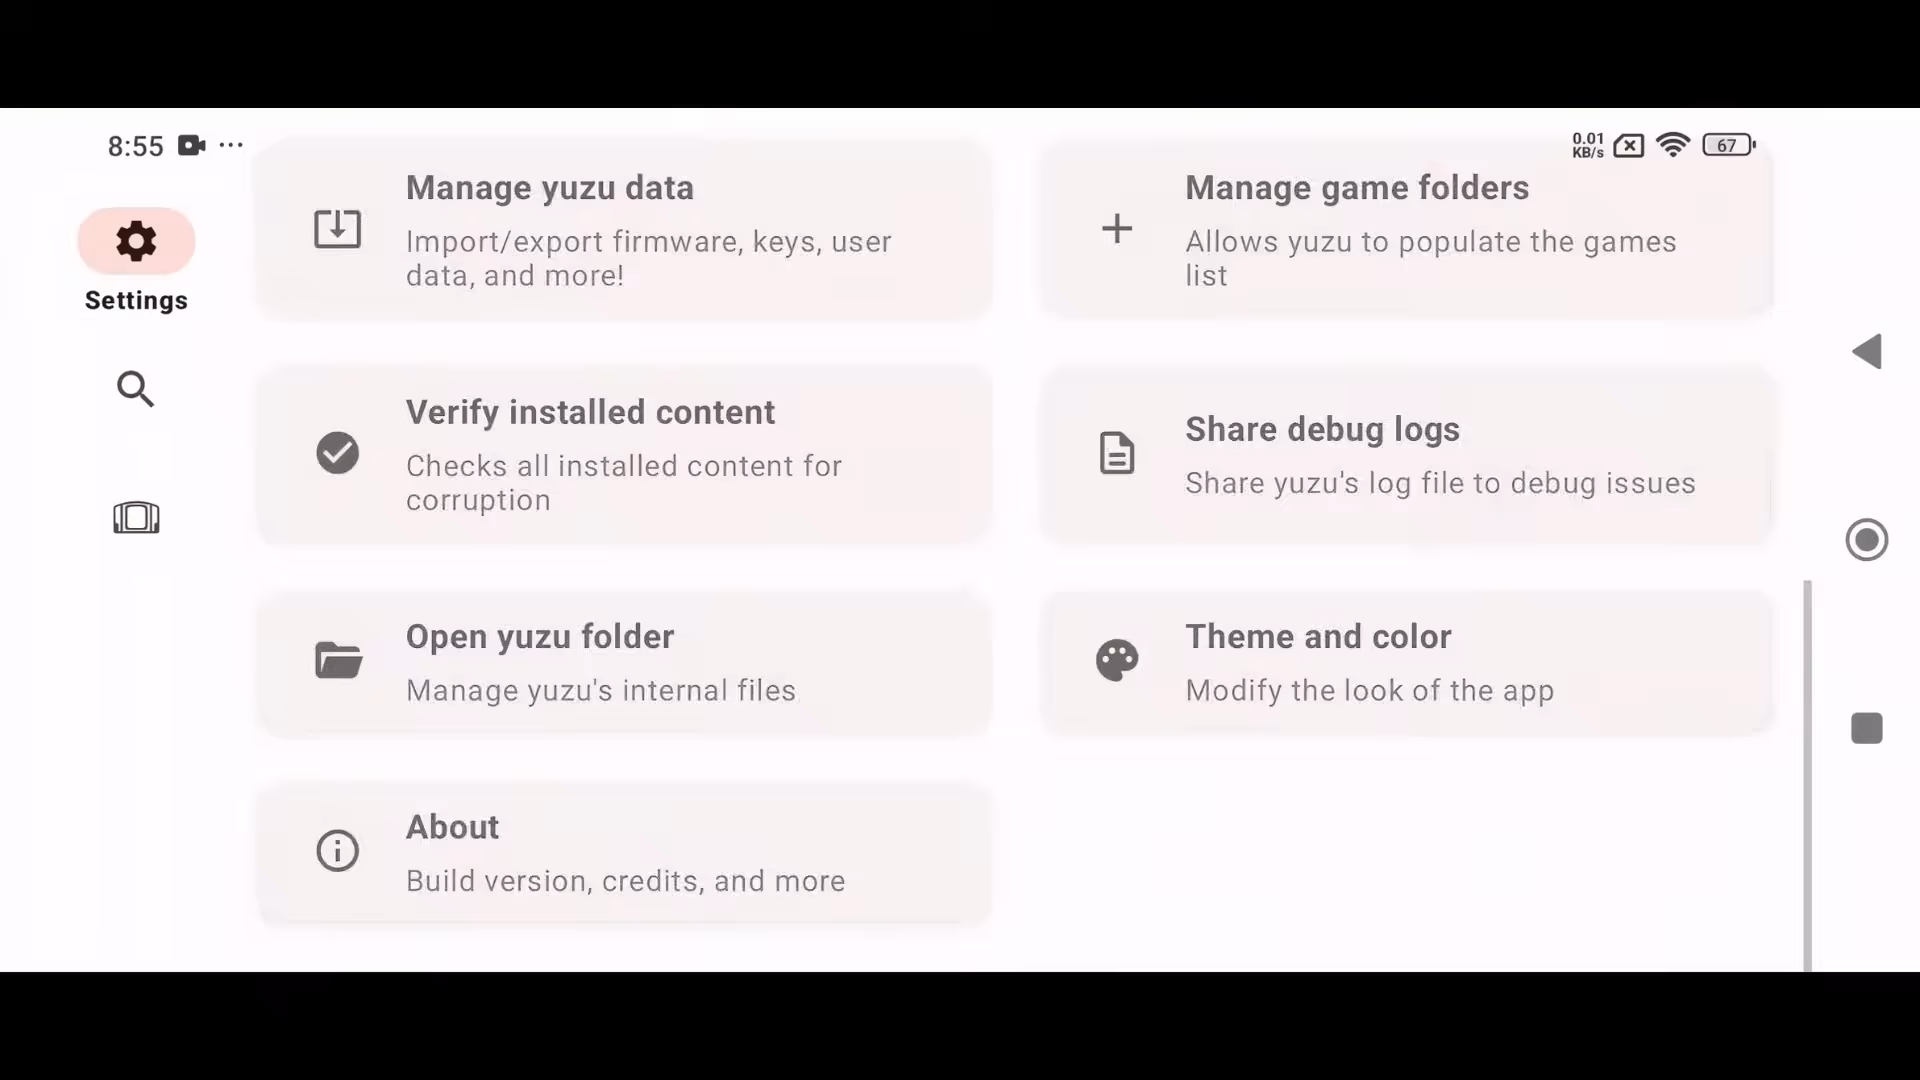 8:55
0.01
KB/s
67
Settings
Manage yuzu data
Import/export firmware, keys, user
data, and more!
Manage game folders
Allows yuzu to populate the games
list
Verify installed content
Checks all installed content for
corruption
Share debug logs
Share yuzu's log file to debug issues
Open yuzu folder
Manage yuzu's internal files
Theme and color
Modify the look of the app
About
Build version, credits, and more